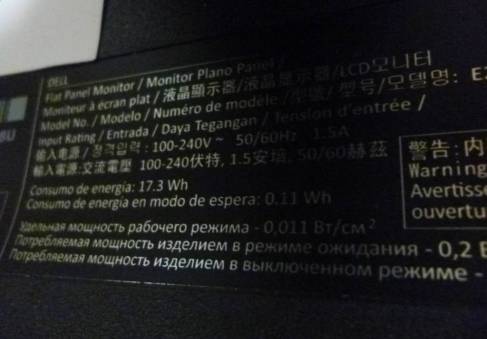 DELL
Flat Panel Monitor / Monitor Plano Panel /
Moniteur à écran plat / 液晶顯示器/液晶显示器/LCD모니터
Model No. / Modelo / Numéro de modèle /型號/ 型号/모델명: E
Input Rating / Entrada / Daya Tegangan / Tension d'entrée /
输入电源 / 정격입력 : 100-240V ~ 50/60Hz 1.5A
輸入電源:交流電壓 100-240伏特, 1.5安培, 50/60赫茲
Consumo de energía: 17.3 Wh
Consumo de energía en modo de espera: 0.11 Wh
Удельная мощность рабочего режима - 0,011 Вт/см²
Потребляемая мощность изделием в режиме ожидания - 0,2 В
Потребляемая мощность изделием в выключенном режиме -
警告: 内
Warning
Avertisse
ouvertu